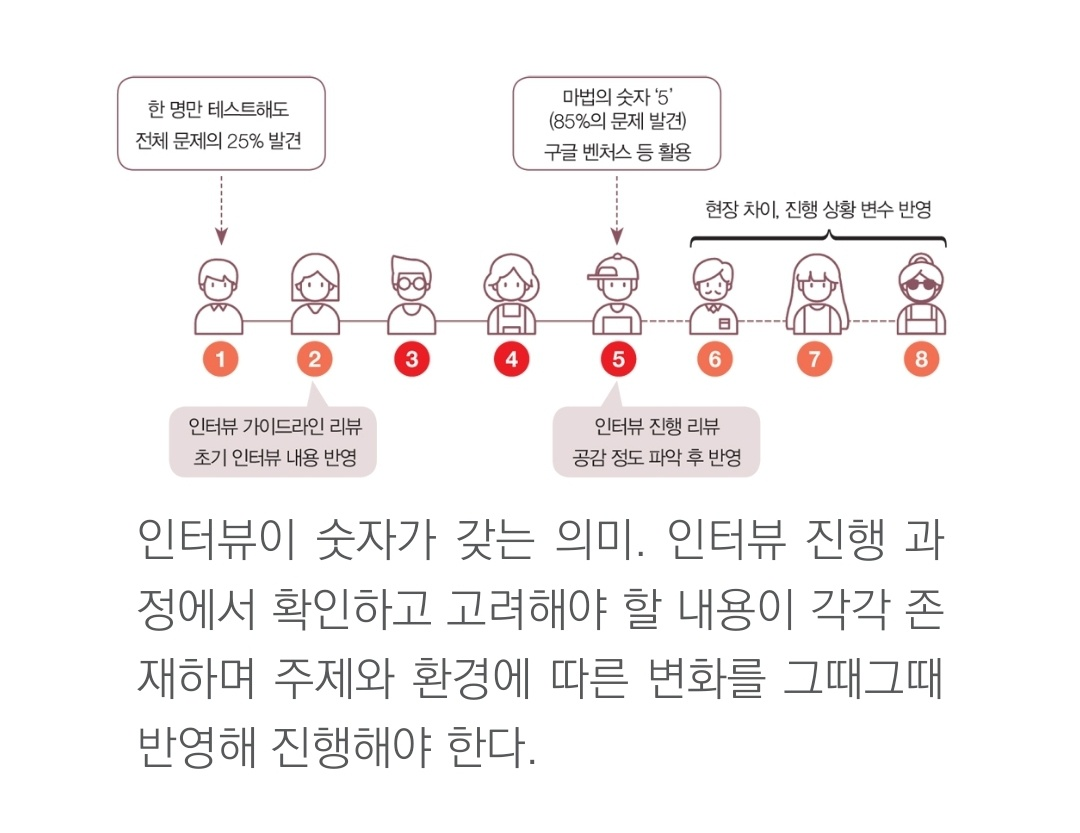 한 명만 테스트해도
전체 문제의 25% 발견
마법의 숫자 ‘5’
(85%의 문제 발견)
구글 벤처스 등 활용
현장 차이, 진행 상황 변수 반영
1
2
3
4
5
6
7
8
인터뷰 가이드라인 리뷰
초기 인터뷰 내용 반영
인터뷰 진행 리뷰
공감 정도 파악 후 반영
인터뷰이 숫자가 갖는 의미. 인터뷰 진행 과
정에서 확인하고 고려해야 할 내용이 각각 존
재하며 주제와 환경에 따른 변화를 그때그때
반영해 진행해야 한다.